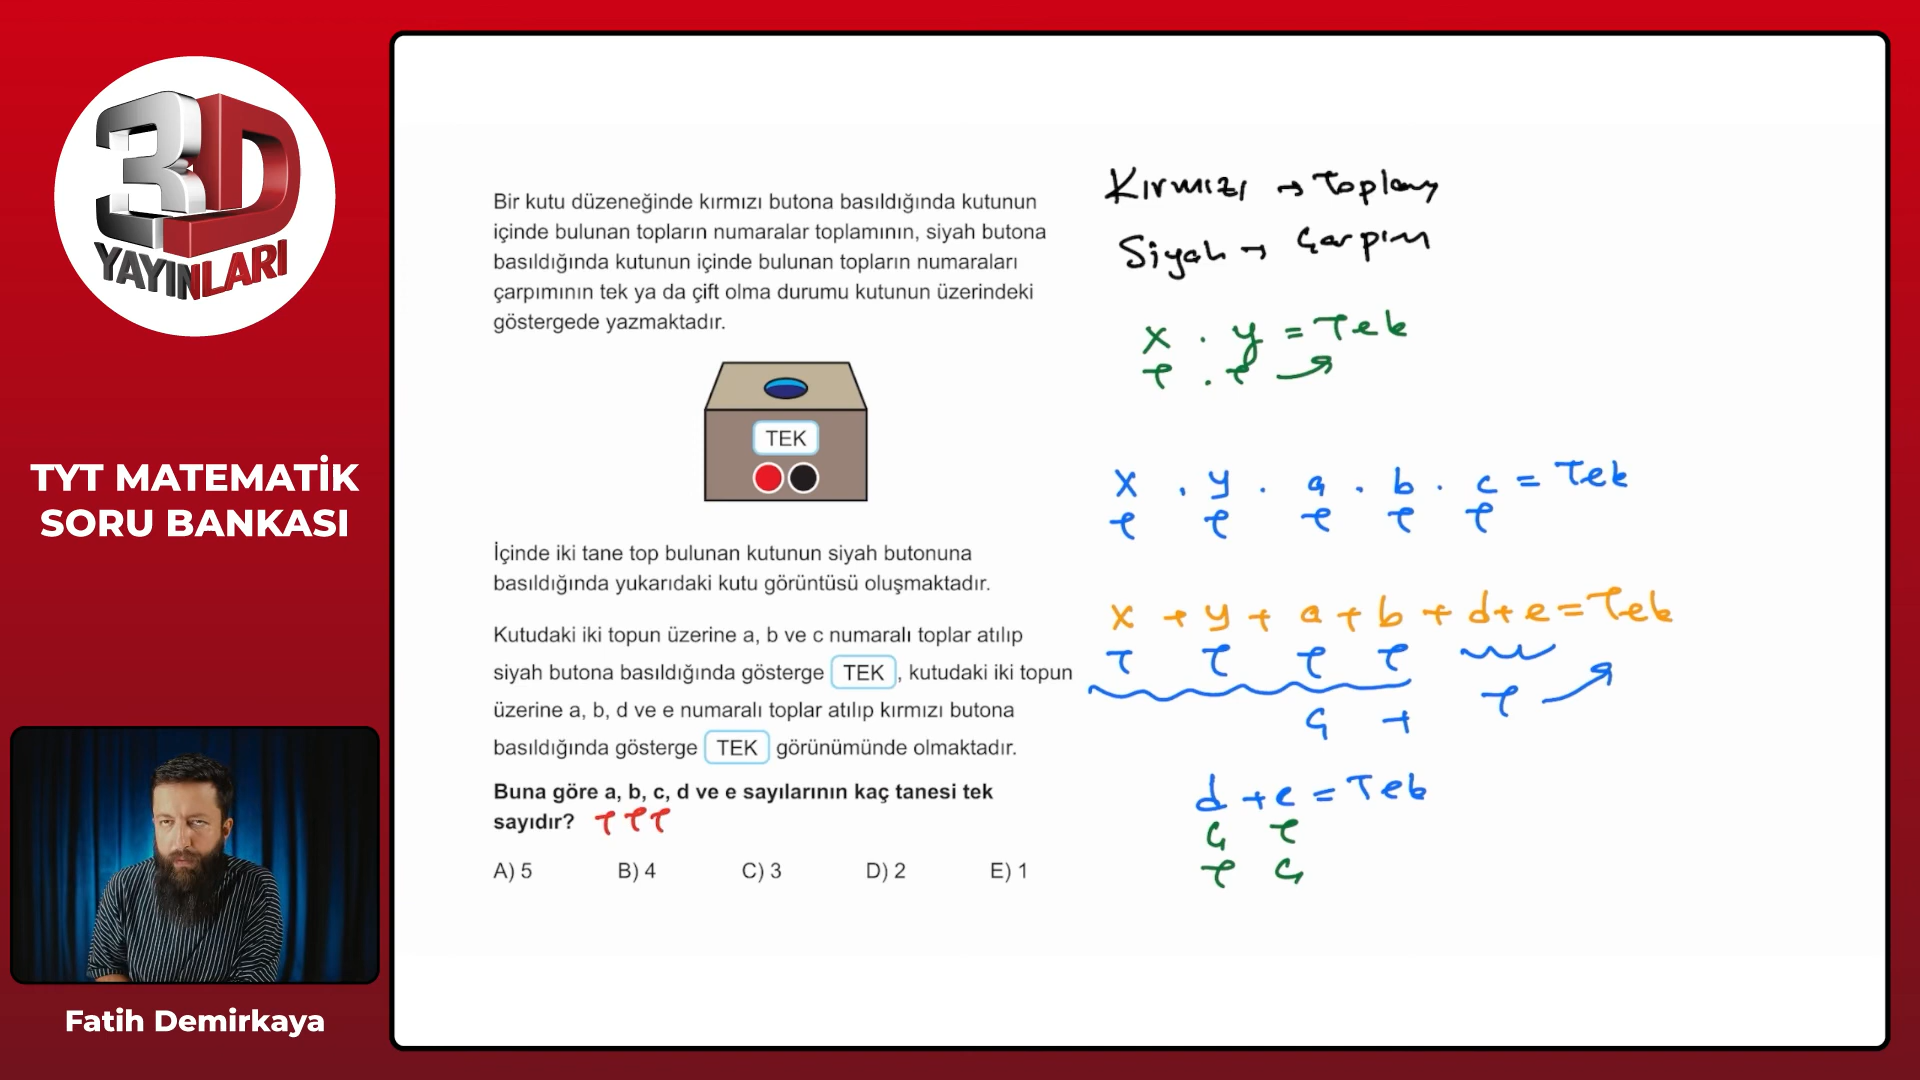 3D
YAYINLARI
TYT MATEMATİK
SORU BANKASI
Fatih Demirkaya
Bir kutu düzeneğinde kırmızı butona basıldığında kutunun
içinde bulunan topların numaralar toplamının, siyah butona
basıldığında kutunun içinde bulunan topların numaraları
çarpımının tek ya da çift olma durumu kutunun üzerindeki
göstergede yazmaktadır.
TEK
İçinde iki tane top bulunan kutunun siyah butonuna
basıldığında yukarıdaki kutu görüntüsü oluşmaktadır.
Kutudaki iki topun üzerine a, b ve c numaralı toplar atılıp
siyah butona basıldığında gösterge TEK , kutudaki iki topun
üzerine a, b, d ve e numaralı toplar atılıp kırmızı butona
basıldığında gösterge TEK görünümünde olmaktadır.
Buna göre a, b, c, d ve e sayılarının kaç tanesi tek
sayıdır? T T T
A) 5 B) 4 C) 3 D) 2 E) 1
Kırmızı → Toplam
Siyah → Çarpım
x . y = Tek
T . T
x . y . a . b . c = Tek
T T T T T
x + y + a + b + d + e = Tek
T T T T
Ç + T
d + e = Tek
Ç T
T Ç